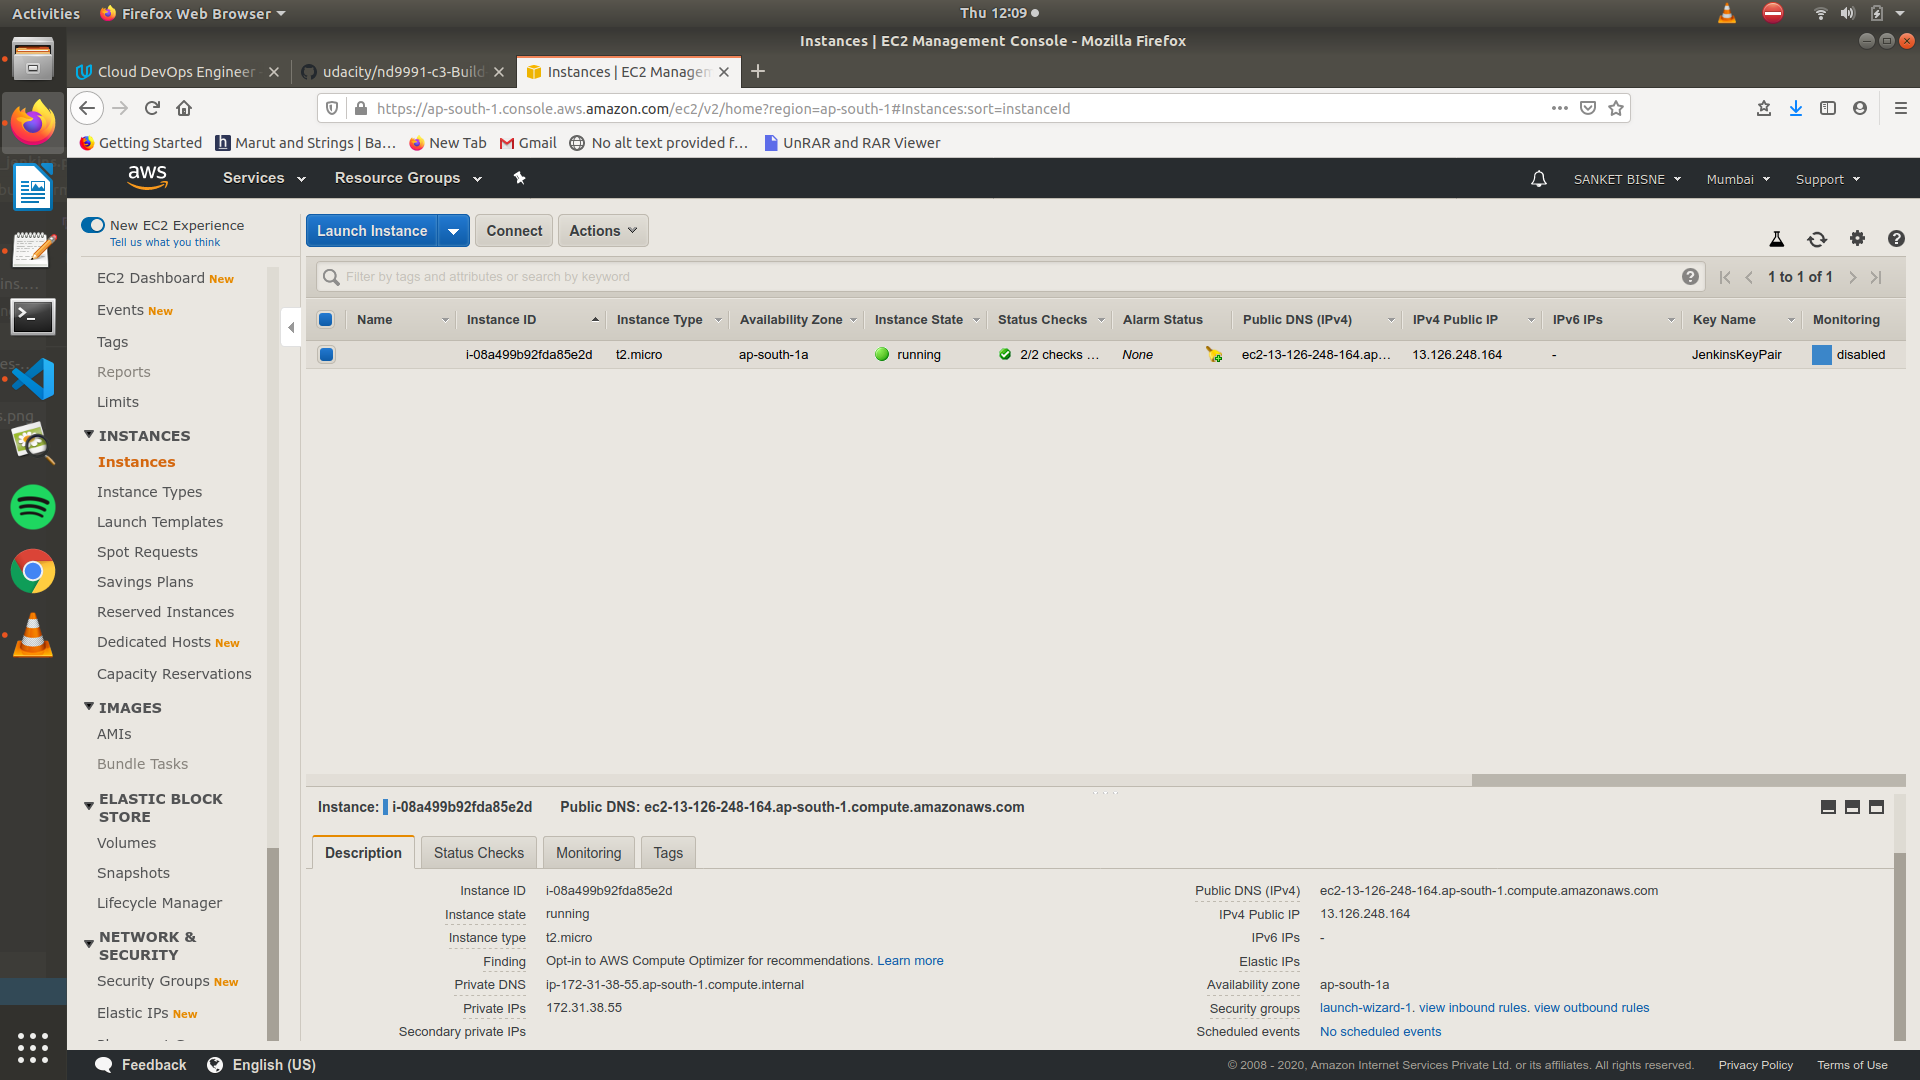 Activities
Firefox Web Browser
Thu 12:09
Instances | EC2 Management Console - Mozilla Firefox
Cloud DevOps Engineer
udacity/nd9991-c3-Build
Instances | EC2 Managem
https://ap-south-1.console.aws.amazon.com/ec2/v2/home?region=ap-south-1#Instances:sort=instanceId
Getting Started
Marut and Strings | Ba…
New Tab
Gmail
No alt text provided f…
UnRAR and RAR Viewer
aws
Services
Resource Groups
SANKET BISNE
Mumbai
Support
New EC2 Experience
Tell us what you think
EC2 Dashboard New
Events New
Tags
Reports
Limits
INSTANCES
Instances
Instance Types
Launch Templates
Spot Requests
Savings Plans
Reserved Instances
Dedicated Hosts New
Capacity Reservations
IMAGES
AMIs
Bundle Tasks
ELASTIC BLOCK
STORE
Volumes
Snapshots
Lifecycle Manager
NETWORK &
SECURITY
Security Groups New
Elastic IPs New
Launch Instance
Connect
Actions
Filter by tags and attributes or search by keyword
1 to 1 of 1
Name Instance ID Instance Type Availability Zone Instance State Status Checks Alarm Status Public DNS (IPv4) IPv4 Public IP IPv6 IPs Key Name Monitoring
i-08a499b92fda85e2d t2.micro ap-south-1a running 2/2 checks … None ec2-13-126-248-164.ap… 13.126.248.164 - JenkinsKeyPair disabled
Instance: i-08a499b92fda85e2d Public DNS: ec2-13-126-248-164.ap-south-1.compute.amazonaws.com
Description
Status Checks
Monitoring
Tags
Instance ID i-08a499b92fda85e2d
Instance state running
Instance type t2.micro
Finding Opt-in to AWS Compute Optimizer for recommendations. Learn more
Private DNS ip-172-31-38-55.ap-south-1.compute.internal
Private IPs 172.31.38.55
Secondary private IPs
Public DNS (IPv4) ec2-13-126-248-164.ap-south-1.compute.amazonaws.com
IPv4 Public IP 13.126.248.164
IPv6 IPs -
Elastic IPs
Availability zone ap-south-1a
Security groups launch-wizard-1. view inbound rules. view outbound rules
Scheduled events No scheduled events
Feedback
English (US)
© 2008 - 2020, Amazon Internet Services Private Ltd. or its affiliates. All rights reserved.
Privacy Policy
Terms of Use